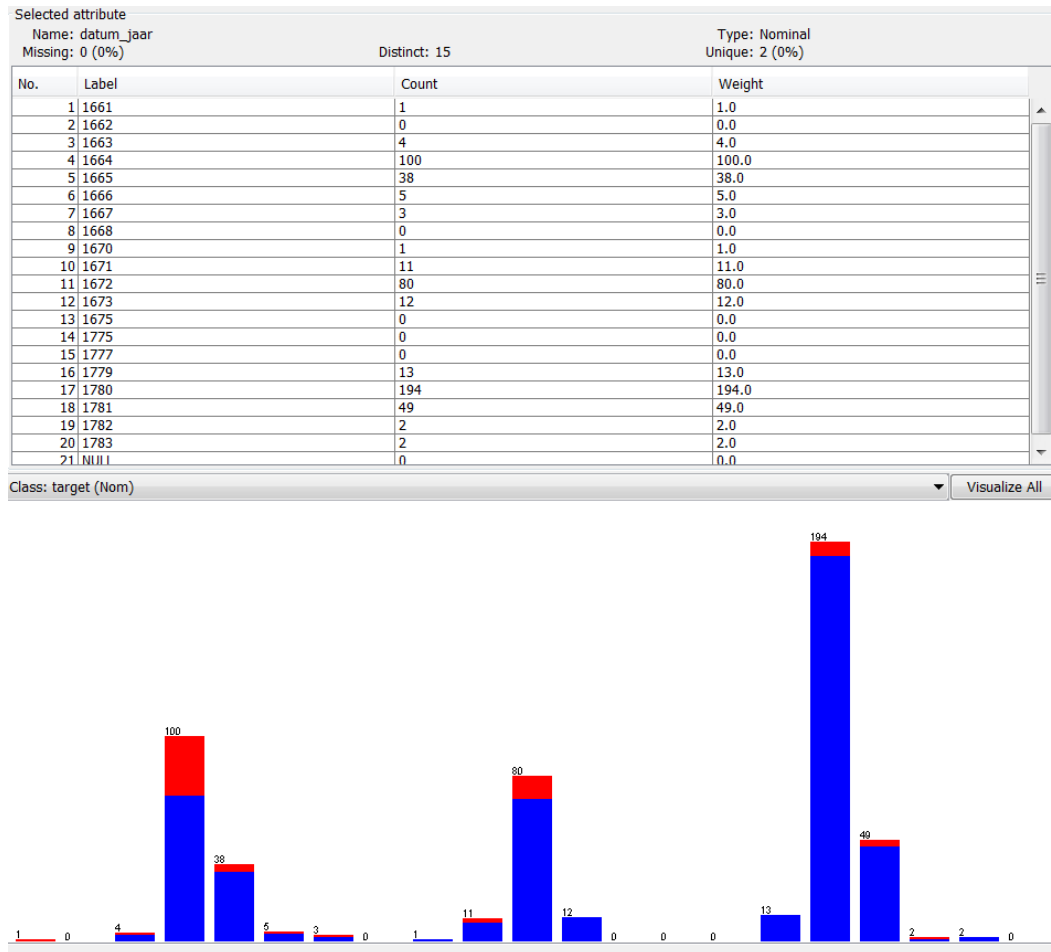 Selected attribute
Name: datum_jaar Type: Nominal
Missing: 0 (0%) Distinct: 15 Unique: 2 (0%)
No. Label Count Weight
1 1661 1 1.0
2 1662 0 0.0
3 1663 4 4.0
4 1664 100 100.0
5 1665 38 38.0
6 1666 5 5.0
7 1667 3 3.0
8 1668 0 0.0
9 1670 1 1.0
10 1671 11 11.0
11 1672 80 80.0
12 1673 12 12.0
13 1675 0 0.0
14 1775 0 0.0
15 1777 0 0.0
16 1779 13 13.0
17 1780 194 194.0
18 1781 49 49.0
19 1782 2 2.0
20 1783 2 2.0
21 NULL 0 0.0
Class: target (Nom) Visualize All
194
100
80
49
38
11
12
13
1 0 4 5 3 0 1 0 0 0 2 2 0